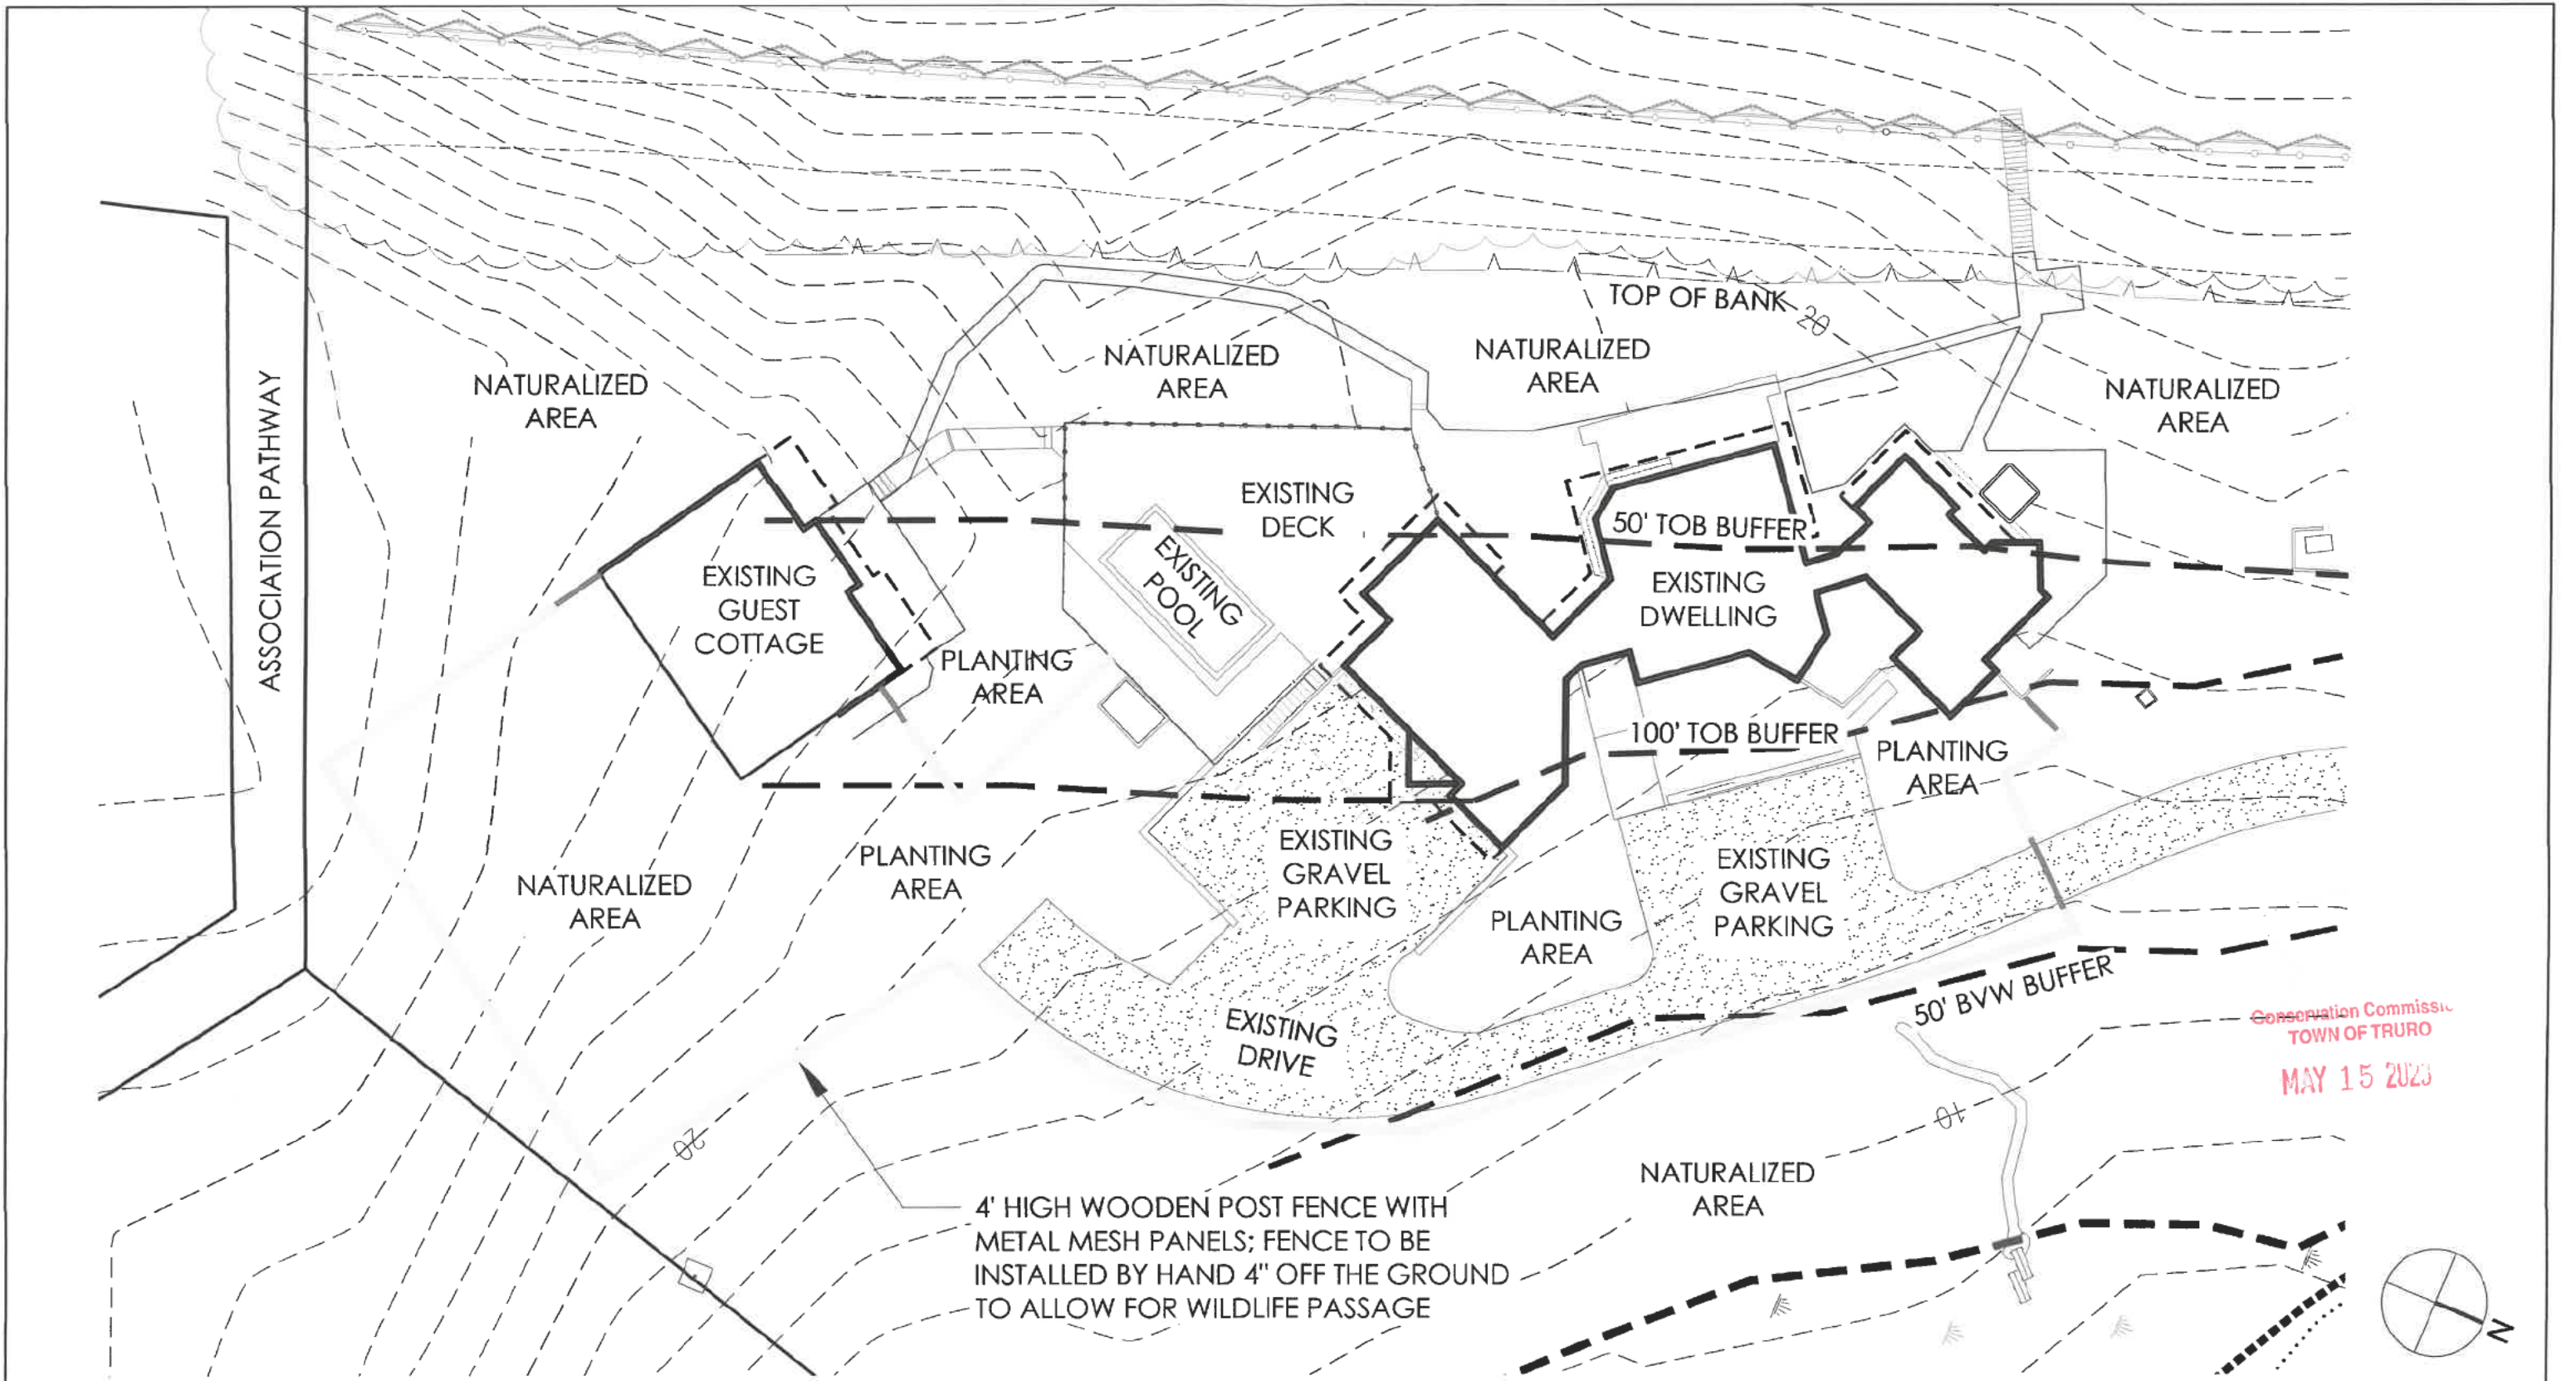 TOP OF BANK
20
NATURALIZED
AREA
NATURALIZED
AREA
NATURALIZED
AREA
NATURALIZED
AREA
ASSOCIATION PATHWAY
EXISTING
DECK
50' TOB BUFFER
EXISTING
POOL
EXISTING
GUEST
COTTAGE
EXISTING
DWELLING
PLANTING
AREA
100' TOB BUFFER
PLANTING
AREA
EXISTING
GRAVEL
PARKING
PLANTING
AREA
EXISTING
GRAVEL
PARKING
NATURALIZED
AREA
PLANTING
AREA
50' BVW BUFFER
EXISTING
DRIVE
Conservation
TOWN OF TRURO
MAY 15
10
20
NATURALIZED
AREA
4' HIGH WOODEN POST FENCE WITH
METAL MESH PANELS; FENCE TO BE
INSTALLED BY HAND 4" OFF THE GROUND
TO ALLOW FOR WILDLIFE PASSAGE
N